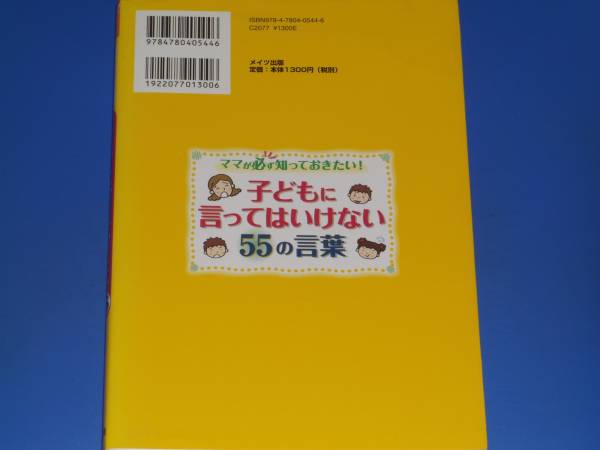 ISBN978-4-7804-0544-6
C2077 ¥1300E
9784780405446
メイツ出版
定価：本体1300円（税別）
1922077013006
ママが必ず知っておきたい！
子どもに
言ってはいけない
55の言葉